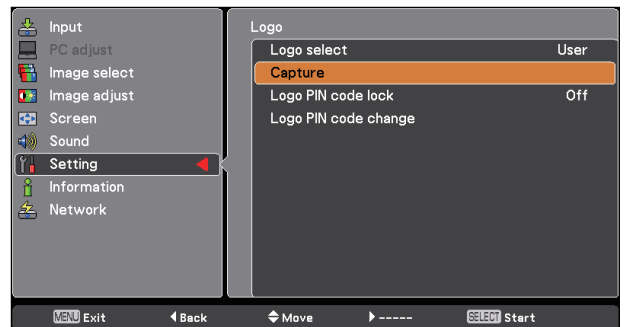 Input
PC adjust
Image select
Image adjust
Screen
Sound
Setting
Information
Network
Logo
Logo select User
Capture
Logo PIN code lock Off
Logo PIN code change
MENU Exit Back Move ----- SELECT Start